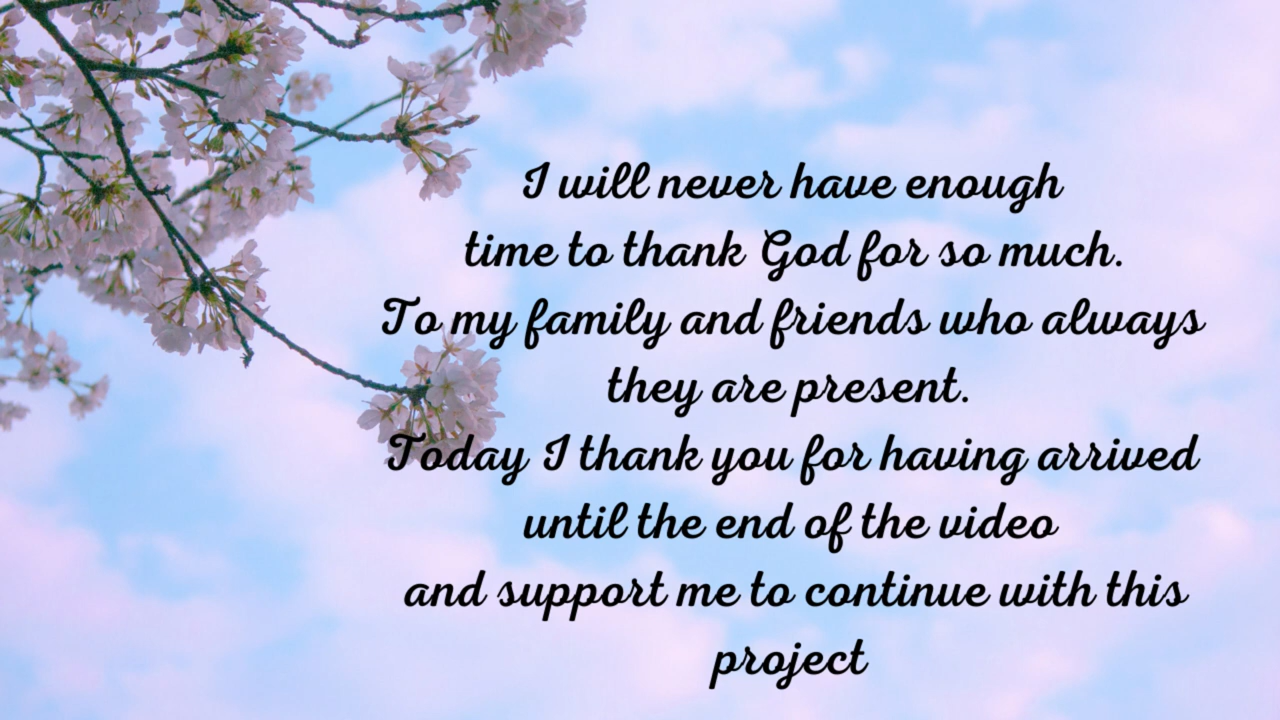 I will never have enough
time to thank God for so much.
To my family and friends who always
they are present.
Today I thank you for having arrived
until the end of the video
and support me to continue with this
project